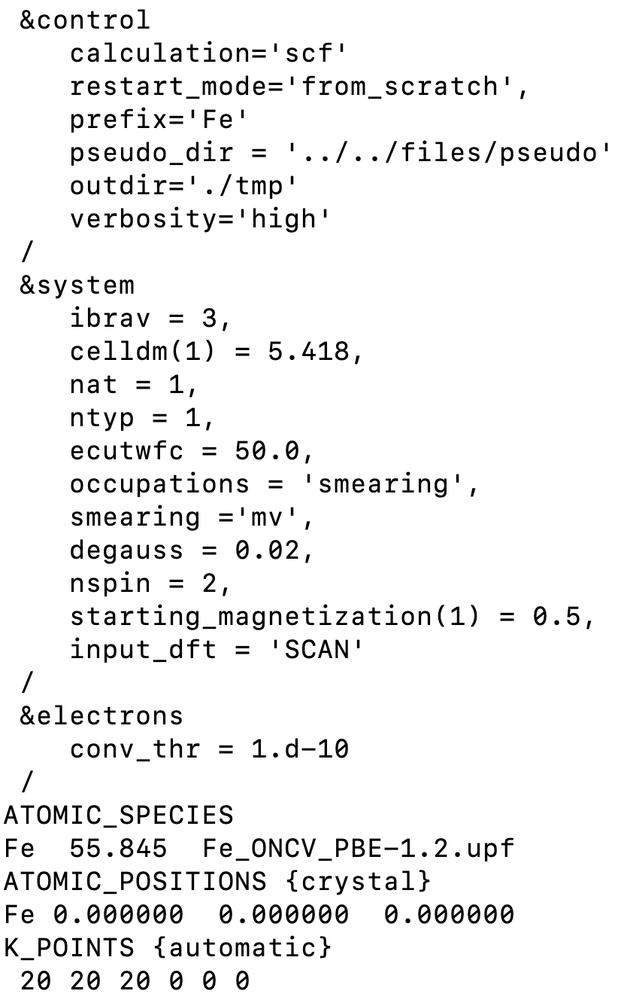 &control
calculation='scf'
restart_mode='from_scratch',
prefix='Fe'
pseudo_dir = '../../files/pseudo'
outdir='./tmp'
verbosity='high'
/
&system
ibrav = 3,
celldm(1) = 5.418,
nat = 1,
ntyp = 1,
ecutwfc = 50.0,
occupations = 'smearing',
smearing ='mv',
degauss = 0.02,
nspin = 2,
starting_magnetization(1) = 0.5,
input_dft = 'SCAN'
/
&electrons
conv_thr = 1.d-10
/
ATOMIC_SPECIES
Fe  55.845  Fe_ONCV_PBE-1.2.upf
ATOMIC_POSITIONS {crystal}
Fe 0.000000  0.000000  0.000000
K_POINTS {automatic}
20 20 20 0 0 0